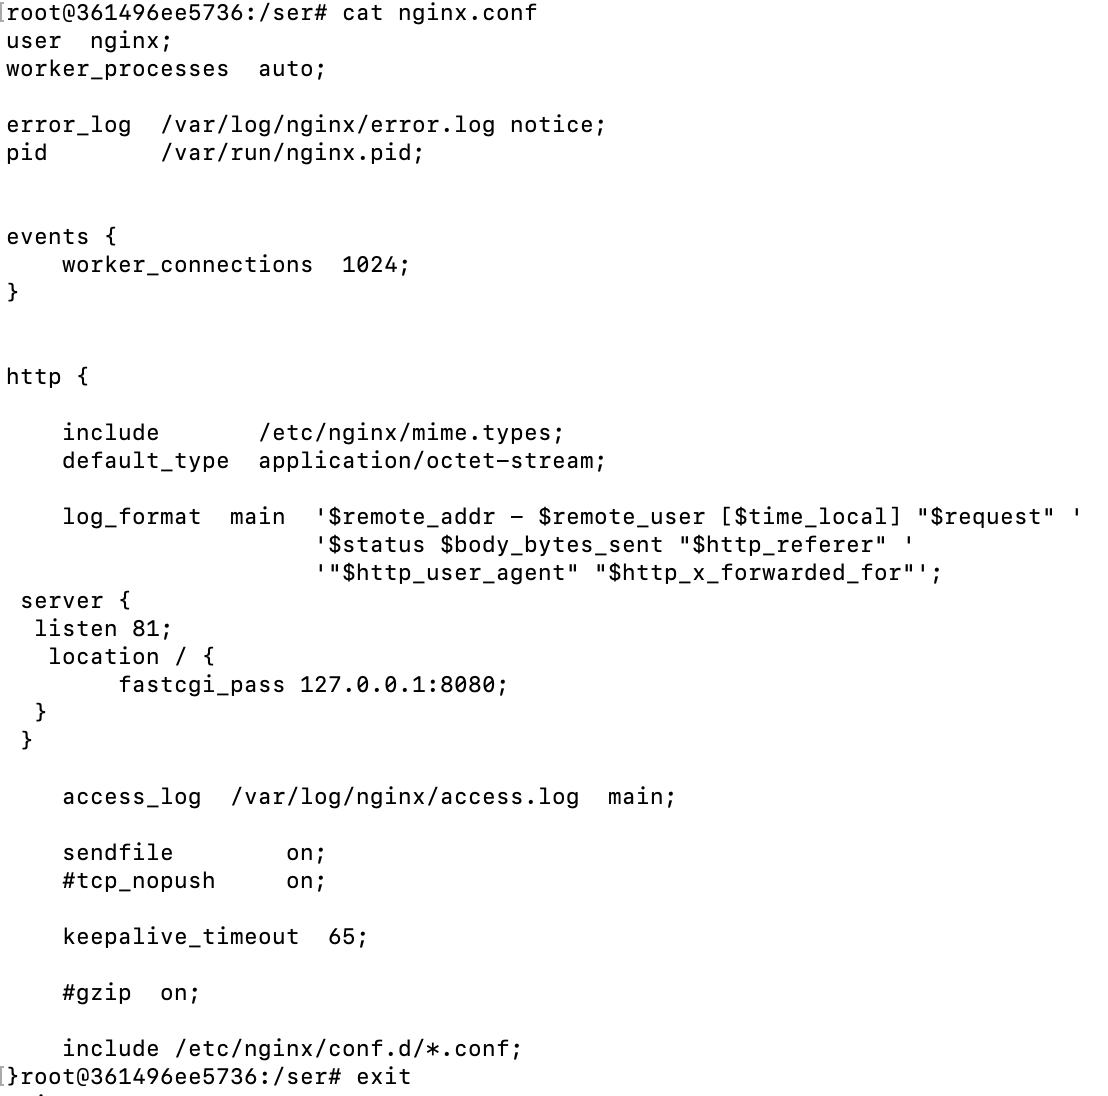 [root@361496ee5736:/ser# cat nginx.conf
user  nginx;
worker_processes  auto;
error_log  /var/log/nginx/error.log notice;
pid        /var/run/nginx.pid;
events {
    worker_connections  1024;
}
http {
    include       /etc/nginx/mime.types;
    default_type  application/octet-stream;
    log_format  main  '$remote_addr - $remote_user [$time_local] "$request" '
                      '$status $body_bytes_sent "$http_referer" '
                      '"$http_user_agent" "$http_x_forwarded_for"';
 server {
  listen 81;
   location / {
        fastcgi_pass 127.0.0.1:8080;
  }
 }
    access_log  /var/log/nginx/access.log  main;
    sendfile        on;
    #tcp_nopush     on;
    keepalive_timeout  65;
    #gzip  on;
    include /etc/nginx/conf.d/*.conf;
[}root@361496ee5736:/ser# exit